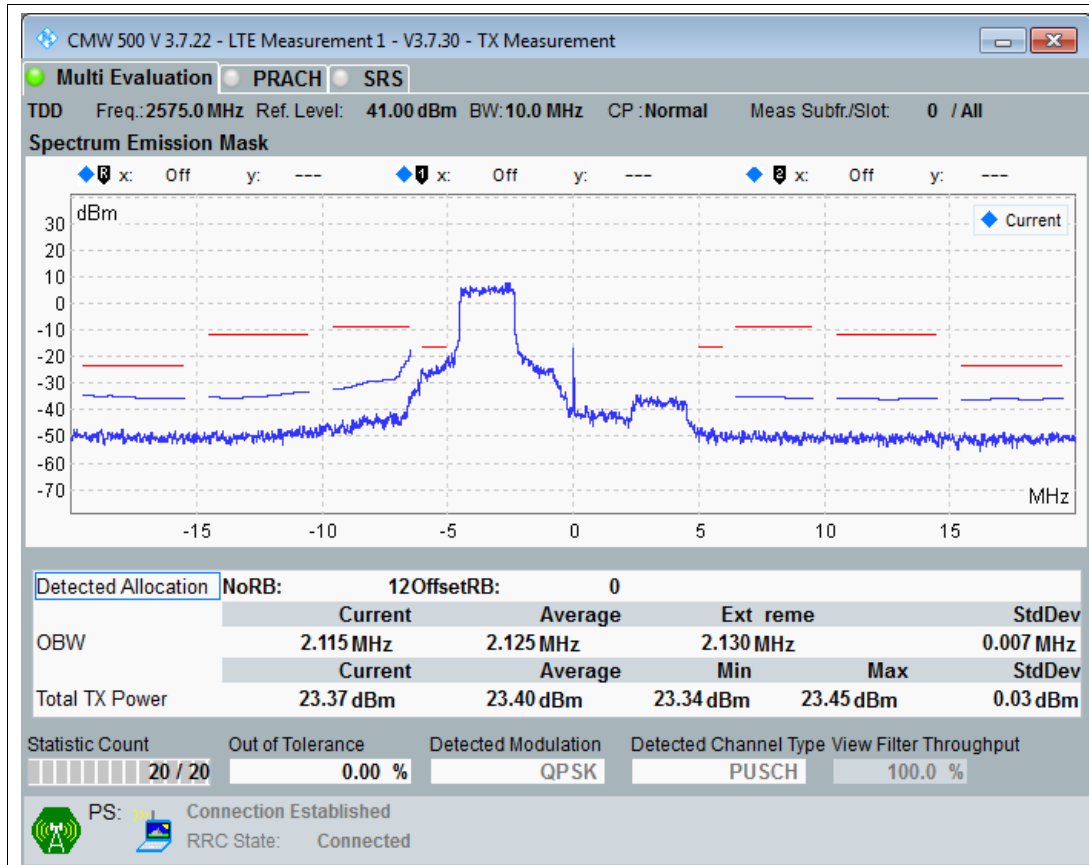 CMW 500 V 3.7.22 - LTE Measurement 1 - V3.7.30 - TX Measurement
Multi Evaluation PRACH SRS
TDD Freq.: 2575.0 MHz Ref. Level: 41.00 dBm BW: 10.0 MHz CP : Normal Meas Subfr./Slot: 0 / All
Spectrum Emission Mask
R x: Off y: --- 1 x: Off y: --- 2 x: Off y: ---
dBm
Current
30
20
10
0
-10
-20
-30
-40
-50
-60
-70
MHz
-15 -10 -5 0 5 10 15
Detected Allocation NoRB: 12 OffsetRB: 0
Current Average Ext reme StdDev
OBW 2.115 MHz 2.125 MHz 2.130 MHz 0.007 MHz
Current Average Min Max StdDev
Total TX Power 23.37 dBm 23.40 dBm 23.34 dBm 23.45 dBm 0.03 dBm
Statistic Count Out of Tolerance Detected Modulation Detected Channel Type View Filter Throughput
20 / 20 0.00 % QPSK PUSCH 100.0 %
PS: Connection Established
RRC State: Connected